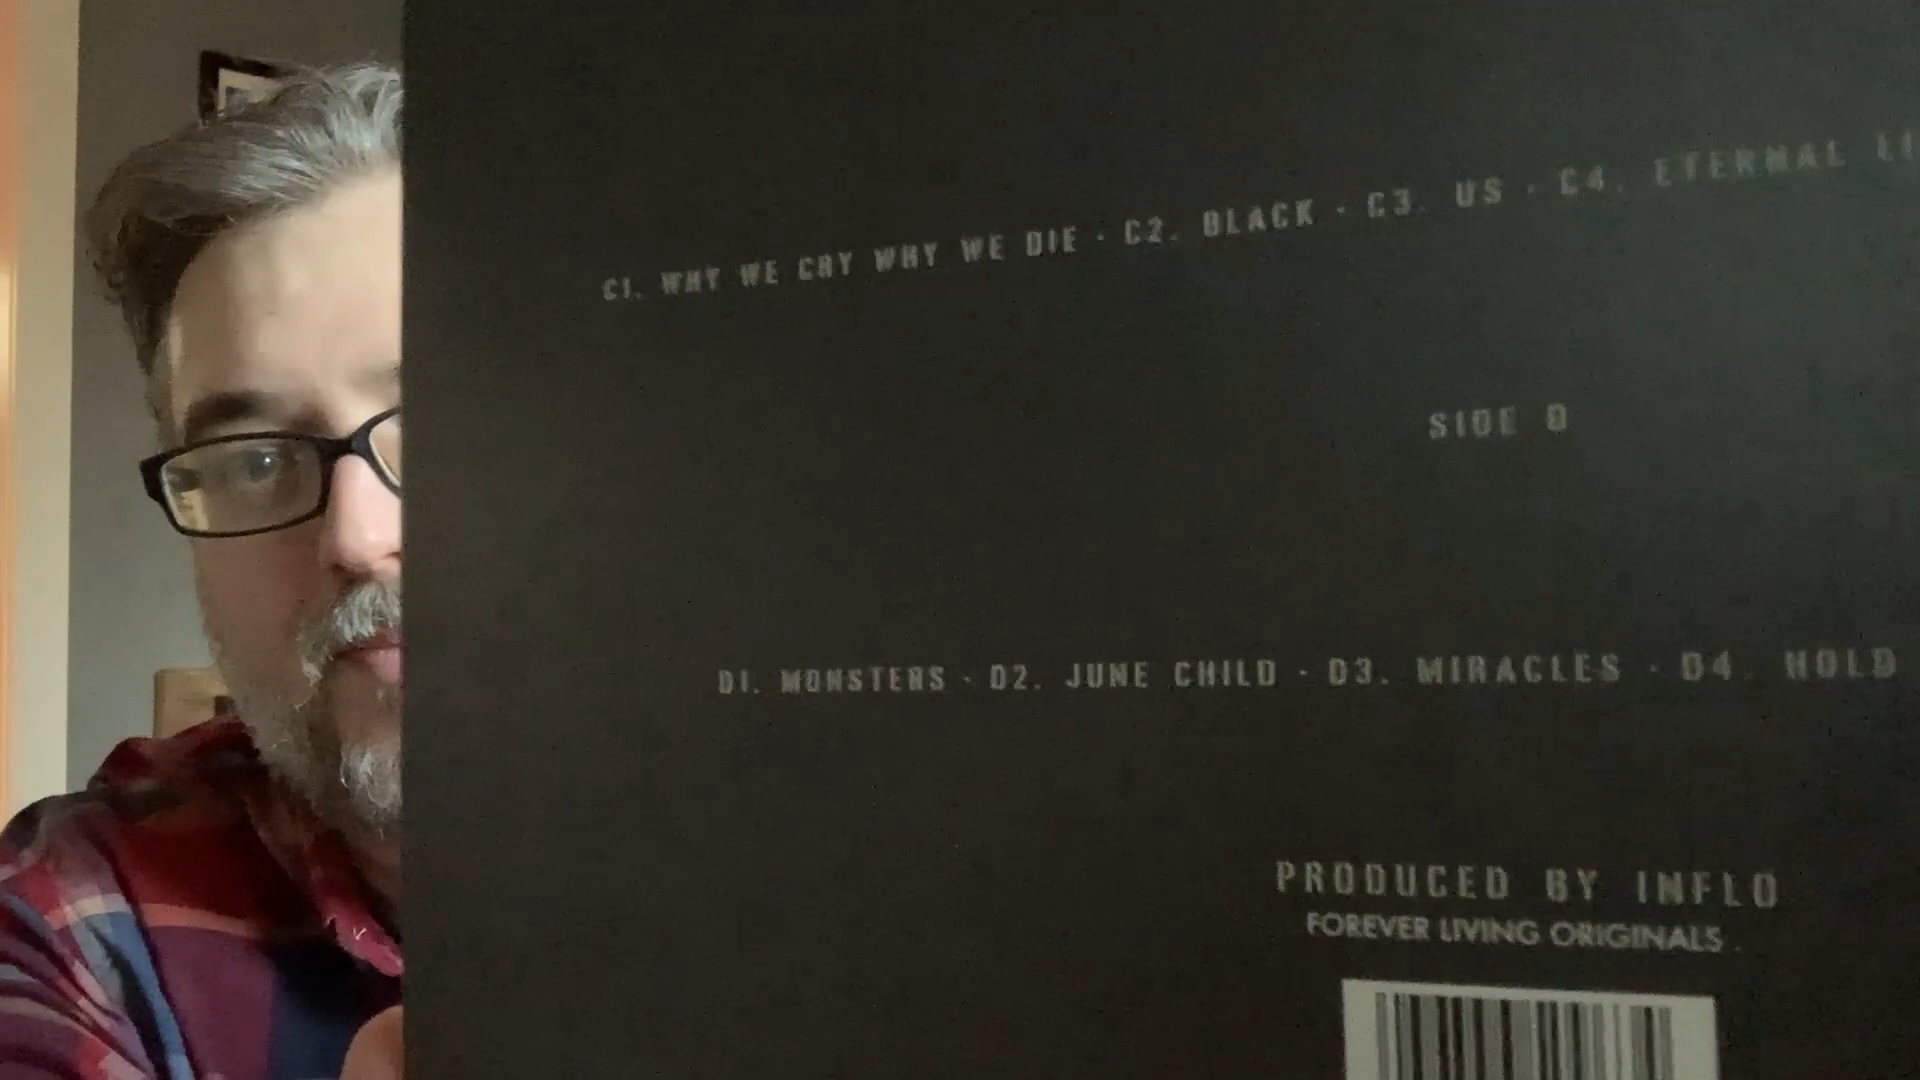 C1. WHY WE CRY WHY WE DIE · C2. BLACK · C3. US · C4. ETERNAL LI
SIDE D
D1. MONSTERS · D2. JUNE CHILD · D3. MIRACLES · D4. HOLD
PRODUCED BY INFLO
FOREVER LIVING ORIGINALS